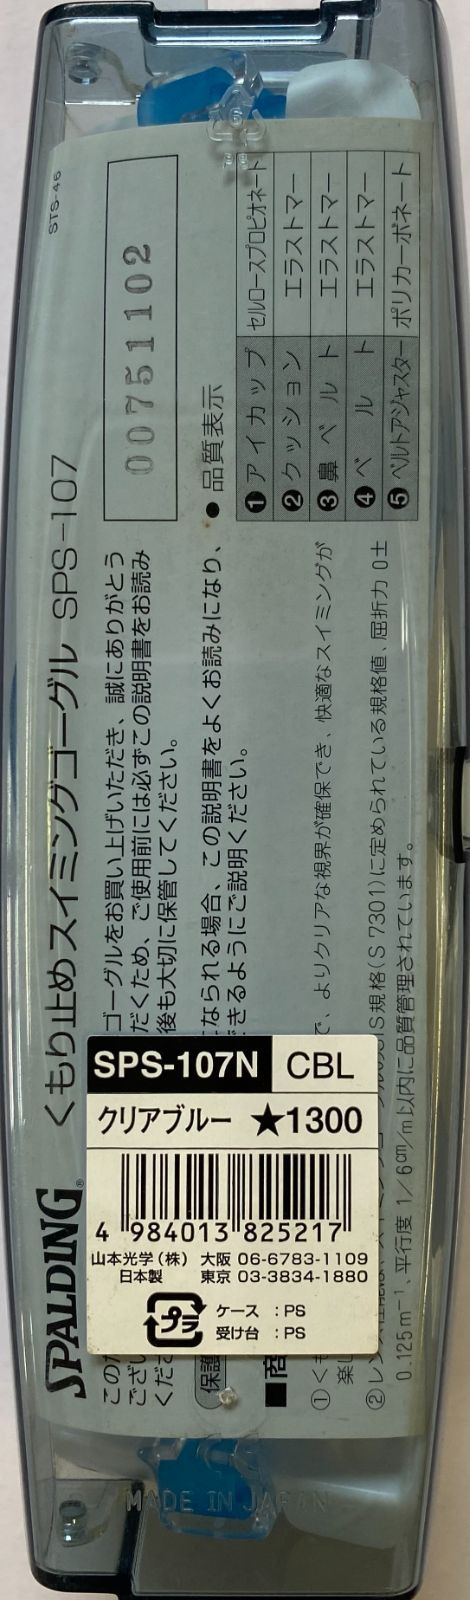 STS-46
SPALDING® くもり止めスイミングゴーグル SPS-107
00751102
ゴーグルをお買い上げいただき、誠にありがとう
だくため、ご使用前には必ずこの説明書をお読み
後も大切に保管してください。
なられる場合、この説明書をよくお読みになり、
できるようにご説明ください。
●品質表示
❶アイカップ セルロースプロピオネート
❷クッション エラストマー
❸鼻ベルト エラストマー
❹ベルト エラストマー
❺ベルトアジャスター ポリカーボネート
で、よりクリアな視界が確保でき、快適なスイミングが
規格(S 7301)に定められている規格値、屈折力 0±
0.125m⁻¹、平行度 1/6cm/m以内に品質管理されています。
SPS-107N CBL
クリアブルー ★1300
4 984013 825217
山本光学(株) 大阪 06-6783-1109
日本製 東京 03-3834-1880
プラ
ケース :PS
受け台 :PS
MADE IN JAPAN